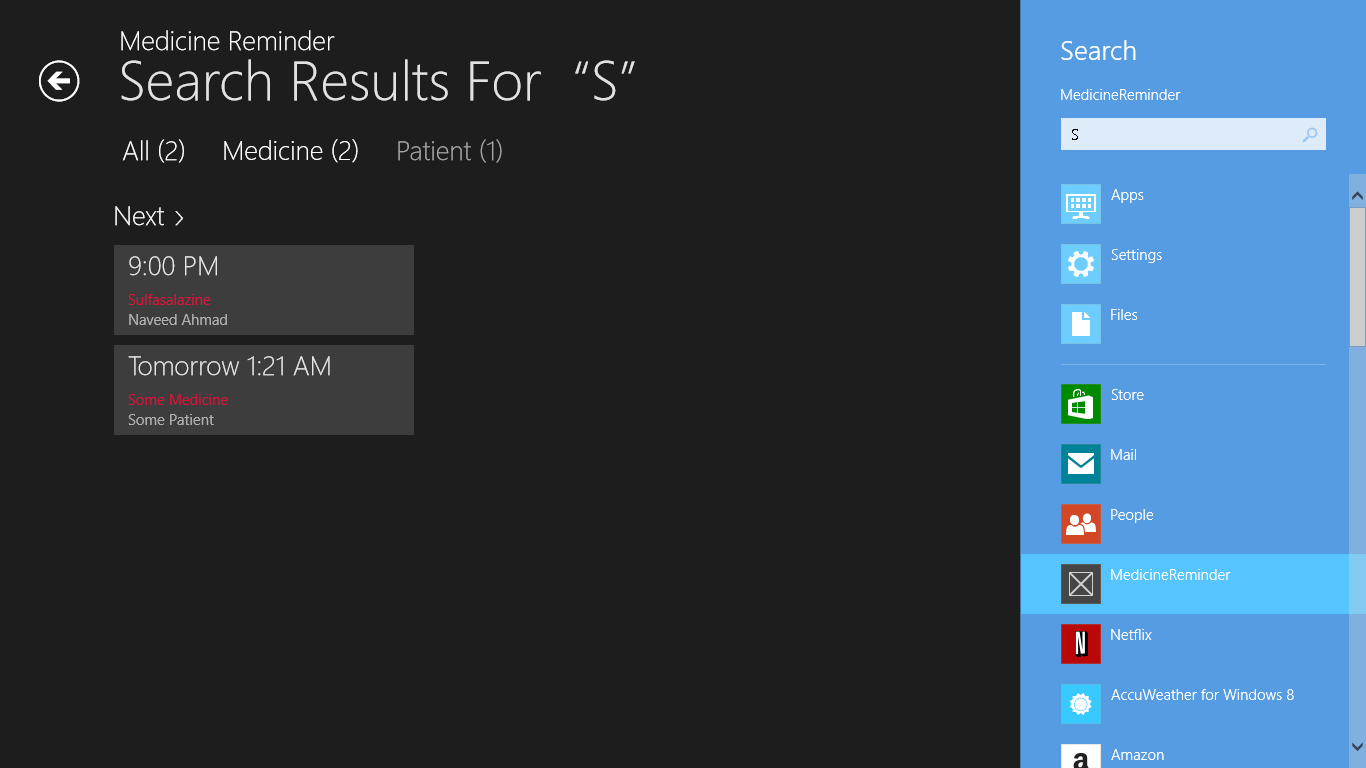 Medicine Reminder
Search Results For “S”
All (2) Medicine (2) Patient (1)
Next >
9:00 PM
Sulfasalazine
Naveed Ahmad
Tomorrow 1:21 AM
Some Medicine
Some Patient
Search
MedicineReminder
S
Apps
Settings
Files
Store
Mail
People
MedicineReminder
N
Netflix
AccuWeather for Windows 8
a
Amazon